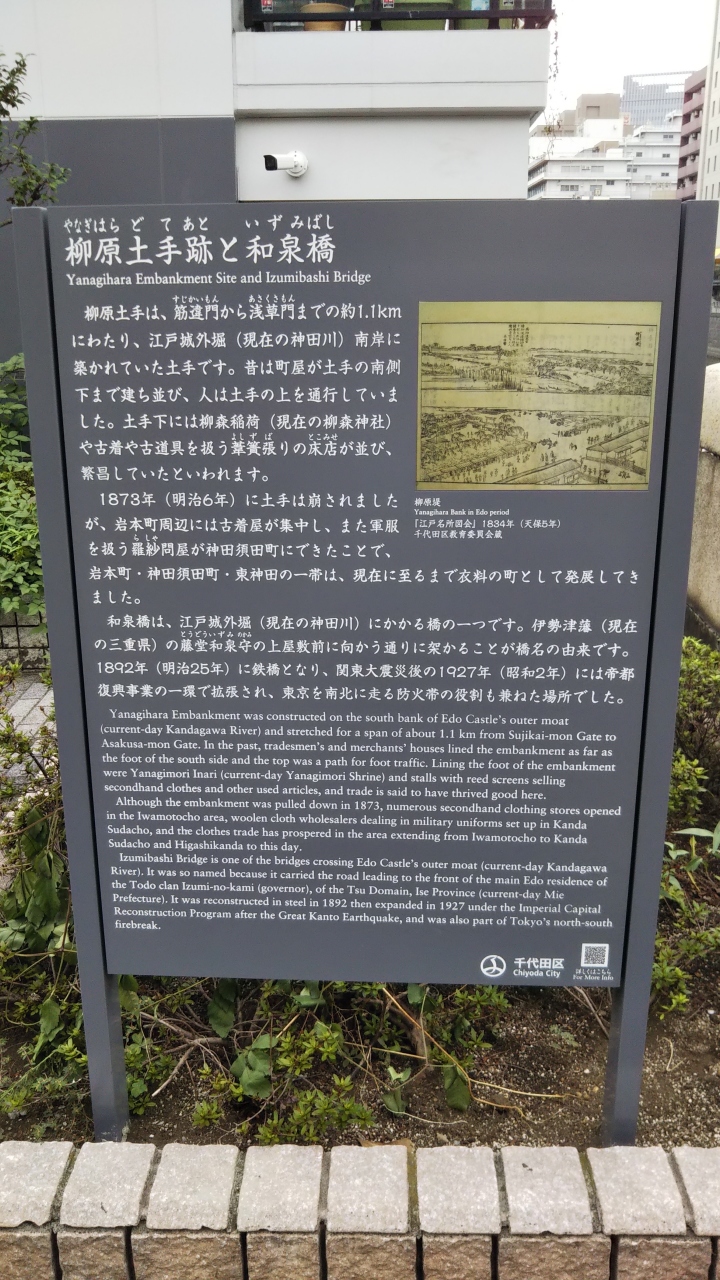 やなぎはら ど て あと いずみばし
柳原土手跡と和泉橋
Yanagihara Embankment Site and Izumibashi Bridge
すじかいもん あさくさもん
柳原土手は、筋違門から浅草門までの約1.1km
にわたり、江戸城外堀（現在の神田川）南岸に
築かれていた土手です。昔は町屋が土手の南側
下まで建ち並び、人は土手の上を通行していま
した。土手下には柳森稲荷（現在の柳森神社）
よしずば とこみせ
や古着や古道具を扱う葦簀張りの床店が並び、
繁昌していたといわれます。
1873年（明治6年）に土手は崩されました
が、岩本町周辺には古着屋が集中し、また軍服
らしゃ
を扱う羅紗問屋が神田須田町にできたことで、
岩本町・神田須田町・東神田の一帯は、現在に至るまで衣料の町として発展してき
ました。
和泉橋は、江戸城外堀（現在の神田川）にかかる橋の一つです。伊勢津藩（現在
とうどういずみのかみ
の三重県）の藤堂和泉守の上屋敷前に向かう通りに架かることが橋名の由来です。
1892年（明治25年）に鉄橋となり、関東大震災後の1927年（昭和2年）には帝都
復興事業の一環で拡張され、東京を南北に走る防火帯の役割も兼ねた場所でした。
柳原堤
Yanagihara Bank in Edo period
『江戸名所図会』1834年（天保5年）
千代田区教育委員会蔵
Yanagihara Embankment was constructed on the south bank of Edo Castle's outer moat
(current-day Kandagawa River) and stretched for a span of about 1.1 km from Sujikai-mon Gate to
Asakusa-mon Gate. In the past, tradesmen's and merchants' houses lined the embankment as far as
the foot of the south side and the top was a path for foot traffic. Lining the foot of the embankment
were Yanagimori Inari (current-day Yanagimori Shrine) and stalls with reed screens selling
secondhand clothes and other used articles, and trade is said to have thrived good here.
Although the embankment was pulled down in 1873, numerous secondhand clothing stores opened
in the Iwamotocho area, woolen cloth wholesalers dealing in military uniforms set up in Kanda
Sudacho, and the clothes trade has prospered in the area extending from Iwamotocho to Kanda
Sudacho and Higashikanda to this day.
Izumibashi Bridge is one of the bridges crossing Edo Castle's outer moat (current-day Kandagawa
River). It was so named because it carried the road leading to the front of the main Edo residence of
the Todo clan Izumi-no-kami (governor), of the Tsu Domain, Ise Province (current-day Mie
Prefecture). It was reconstructed in steel in 1892 then expanded in 1927 under the Imperial Capital
Reconstruction Program after the Great Kanto Earthquake, and was also part of Tokyo's north-south
firebreak.
千代田区
Chiyoda City
詳しくはこちら
For More Info